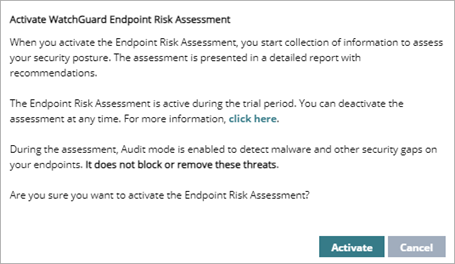 Activate WatchGuard Endpoint Risk Assessment
When you activate the Endpoint Risk Assessment, you start collection of information to assess
your security posture. The assessment is presented in a detailed report with
recommendations.
The Endpoint Risk Assessment is active during the trial period. You can deactivate the
assessment at any time. For more information, click here.
During the assessment, Audit mode is enabled to detect malware and other security gaps on
your endpoints. It does not block or remove these threats.
Are you sure you want to activate the Endpoint Risk Assessment?
Activate Cancel